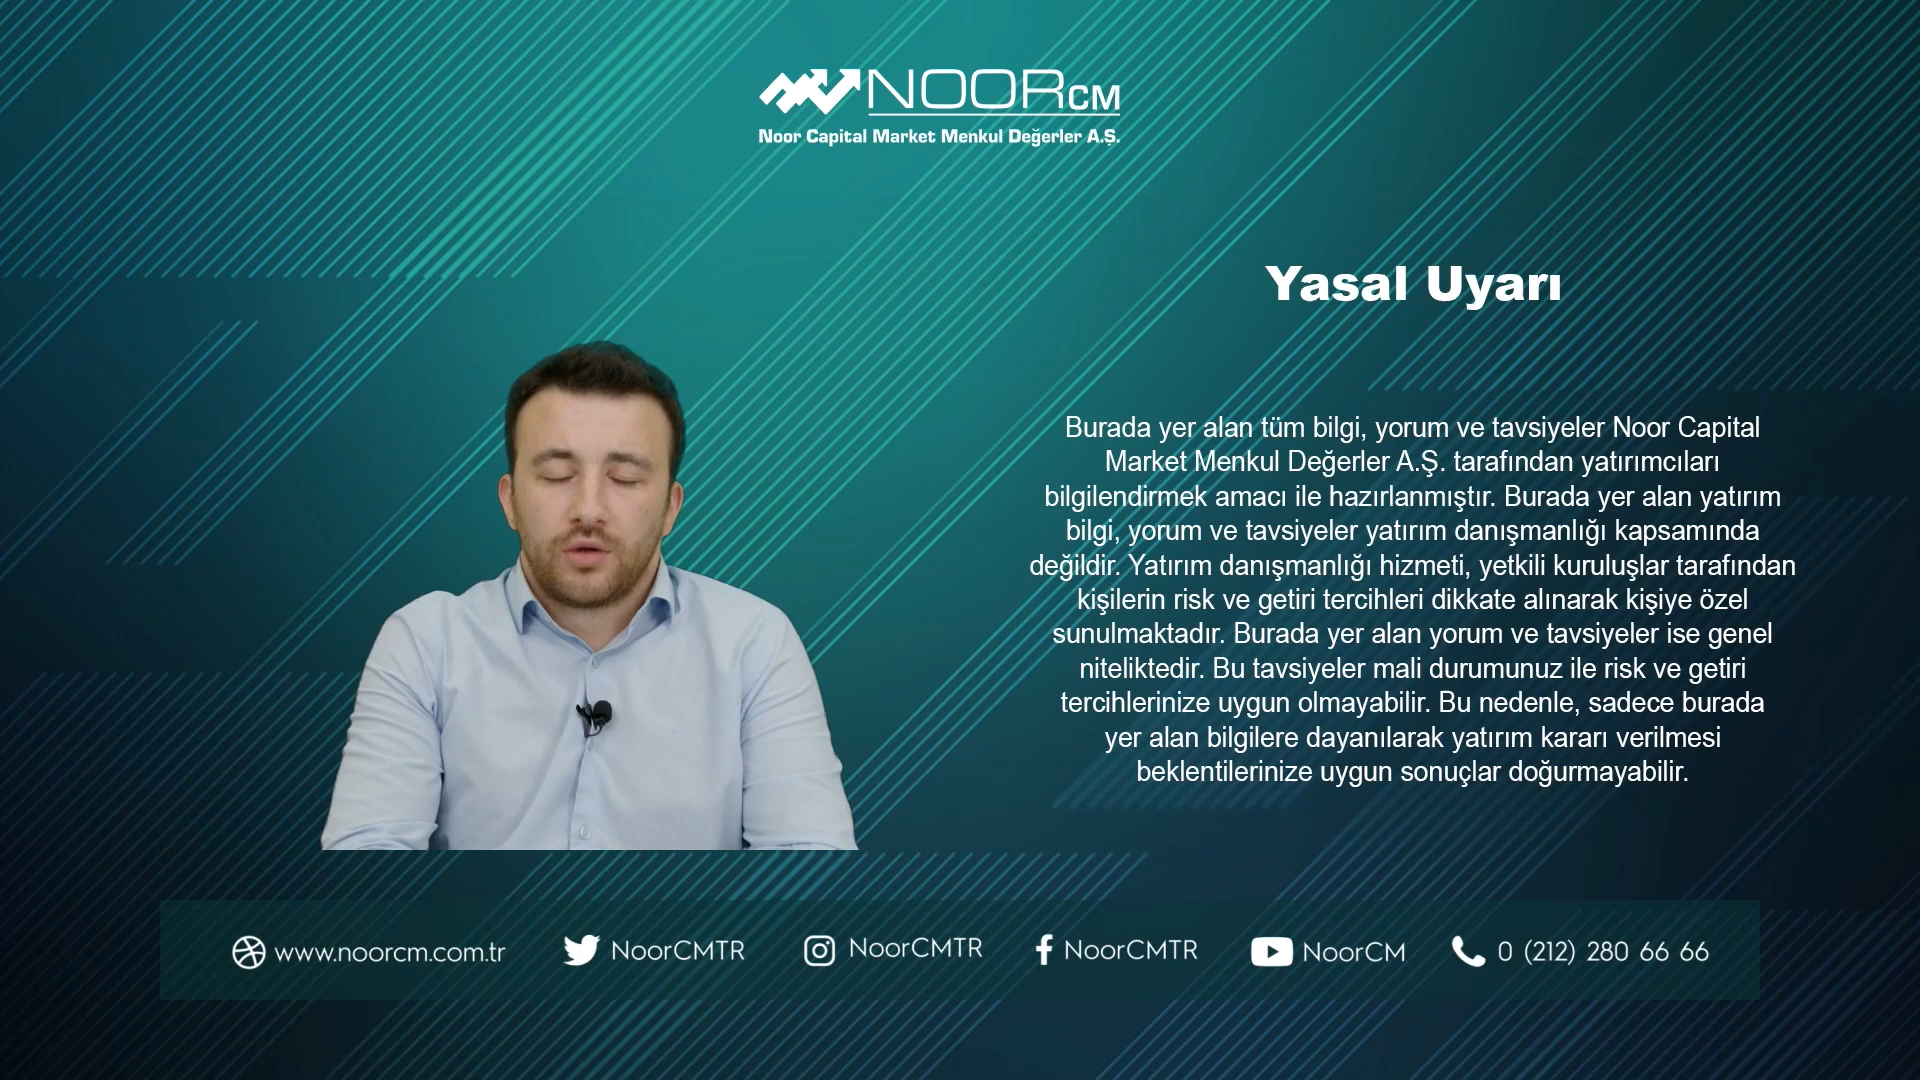 NOORCM
Noor Capital Market Menkul Değerler A.Ş.
Yasal Uyarı
Burada yer alan tüm bilgi, yorum ve tavsiyeler Noor Capital
Market Menkul Değerler A.Ş. tarafından yatırımcıları
bilgilendirmek amacı ile hazırlanmıştır. Burada yer alan yatırım
bilgi, yorum ve tavsiyeler yatırım danışmanlığı kapsamında
değildir. Yatırım danışmanlığı hizmeti, yetkili kuruluşlar tarafından
kişilerin risk ve getiri tercihleri dikkate alınarak kişiye özel
sunulmaktadır. Burada yer alan yorum ve tavsiyeler ise genel
niteliktedir. Bu tavsiyeler mali durumunuz ile risk ve getiri
tercihlerinize uygun olmayabilir. Bu nedenle, sadece burada
yer alan bilgilere dayanılarak yatırım kararı verilmesi
beklentilerinize uygun sonuçlar doğurmayabilir.
www.noorcm.com.tr
NoorCMTR
NoorCMTR
NoorCMTR
NoorCM
0 (212) 280 66 66